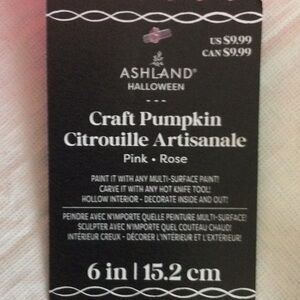 US $9.99
CAN $9.99
ASHLAND®
HALLOWEEN
Craft Pumpkin
Citrouille Artisanale
Pink • Rose
PAINT IT WITH ANY MULTI-SURFACE PAINT!
CARVE IT WITH ANY HOT KNIFE TOOL!
HOLLOW INTERIOR - DECORATE INSIDE AND OUT!
PEINDRE AVEC N'IMPORTE QUELLE PEINTURE MULTI-SURFACE!
SCULPTER AVEC N'IMPORTE QUEL COUTEAU CHAUD!
INTÉRIEUR CREUX - DÉCORER L'INTÉRIEUR ET L'EXTÉRIEUR!
6 in | 15.2 cm